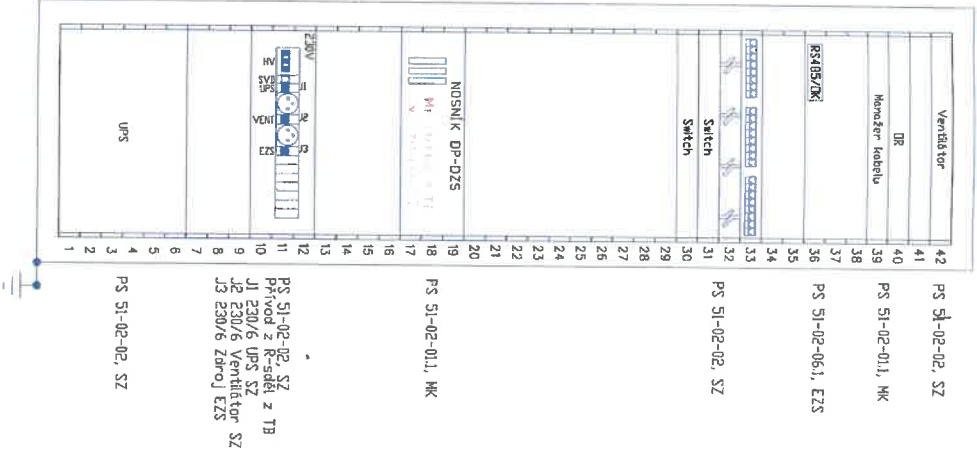 Ventilátor
OR
Manažer kabelu
RS485/OK
Switch
Switch
NOSNÍK DP-DZS
230V
HV
SVO
UPS
VENT
EZS
J1
J2
J3
UPS
42
41
40
39
38
37
36
35
34
33
32
31
30
29
28
27
26
25
24
23
22
21
20
19
18
17
16
15
14
13
12
11
10
9
8
7
6
5
4
3
2
1
PS 51-02-02, SZ
PS 51-02-01.1, MK
PS 51-02-06.1, EZS
PS 51-02-02, SZ
PS 51-02-01.1, MK
PS 51-02-02, SZ
Přívod z R-sděl z TB
J1 230/6 UPS SZ
J2 230/6 Ventilátor SZ
J3 230/6 Zdroj EZS
PS 51-02-02, SZ